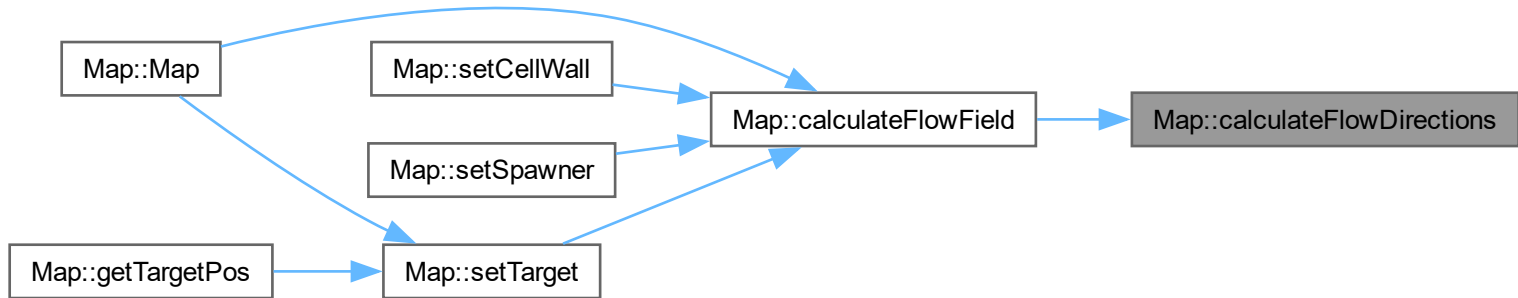 Map::Map
Map::setCellWall
Map::calculateFlowField
Map::calculateFlowDirections
Map::setSpawner
Map::getTargetPos
Map::setTarget